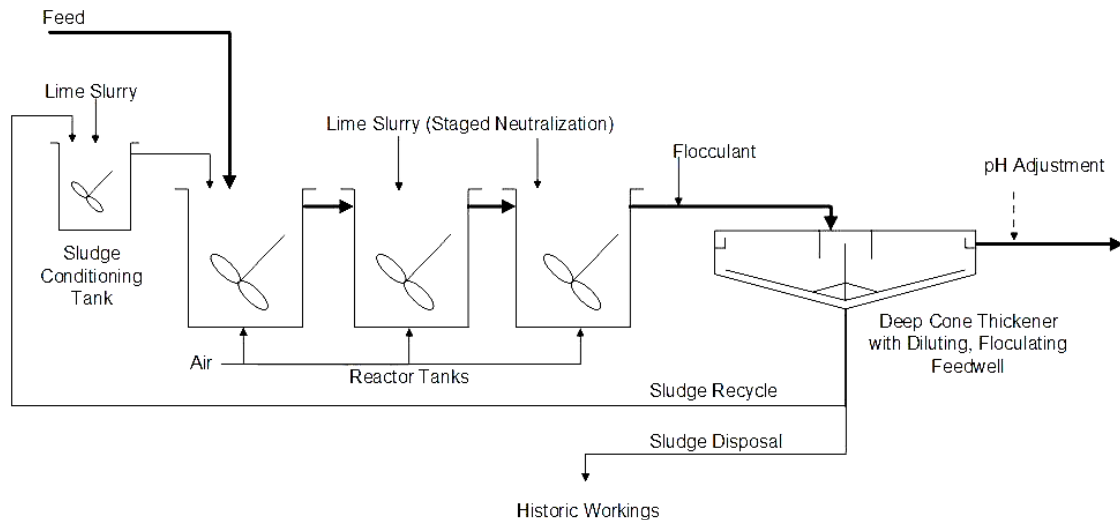 Feed
Lime Slurry
Lime Slurry (Staged Neutralization)
Flocculant
pH Adjustment
Sludge
Conditioning
Tank
Air
Reactor Tanks
Deep Cone Thickener
with Diluting, Floculating
Feedwell
Sludge Recycle
Sludge Disposal
Historic Workings